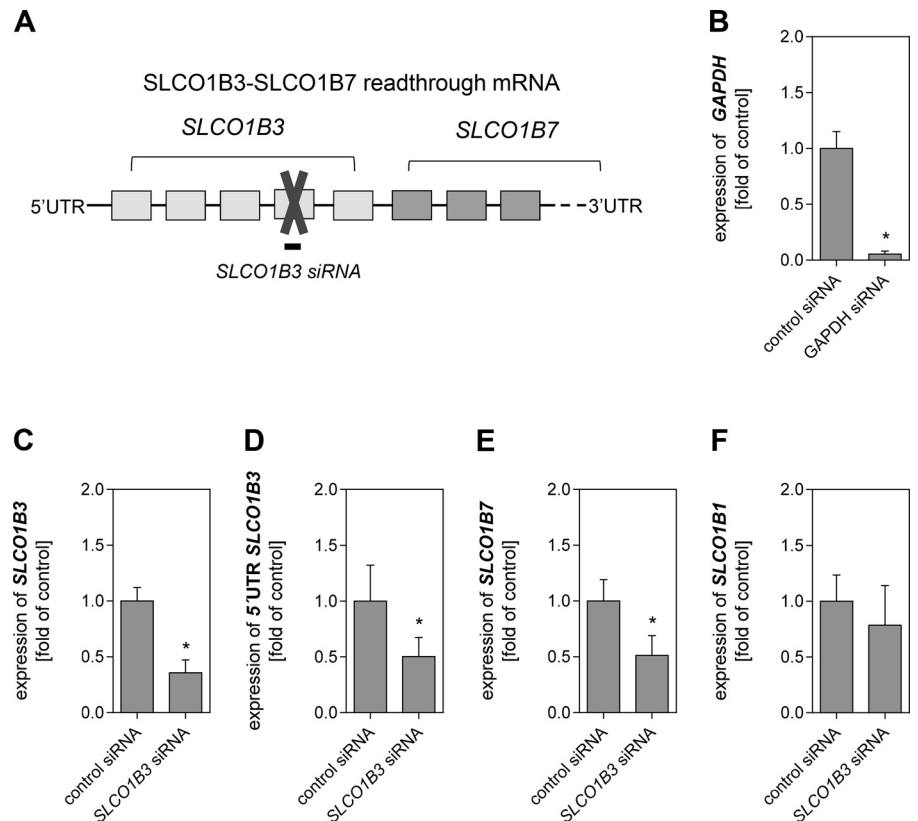 A
SLCO1B3-SLCO1B7 readthrough mRNA
SLCO1B3
SLCO1B7
5'UTR
3'UTR
SLCO1B3 siRNA
B
expression of GAPDH
[fold of control]
2.0
1.5
1.0
0.5
0.0
*
control siRNA
GAPDH siRNA
C
expression of SLCO1B3
[fold of control]
2.0
1.5
1.0
0.5
0.0
*
control siRNA
SLCO1B3 siRNA
D
expression of 5'UTR SLCO1B3
[fold of control]
2.0
1.5
1.0
0.5
0.0
*
control siRNA
SLCO1B3 siRNA
E
expression of SLCO1B7
[fold of control]
2.0
1.5
1.0
0.5
0.0
*
control siRNA
SLCO1B3 siRNA
F
expression of SLCO1B1
[fold of control]
2.0
1.5
1.0
0.5
0.0
control siRNA
SLCO1B3 siRNA